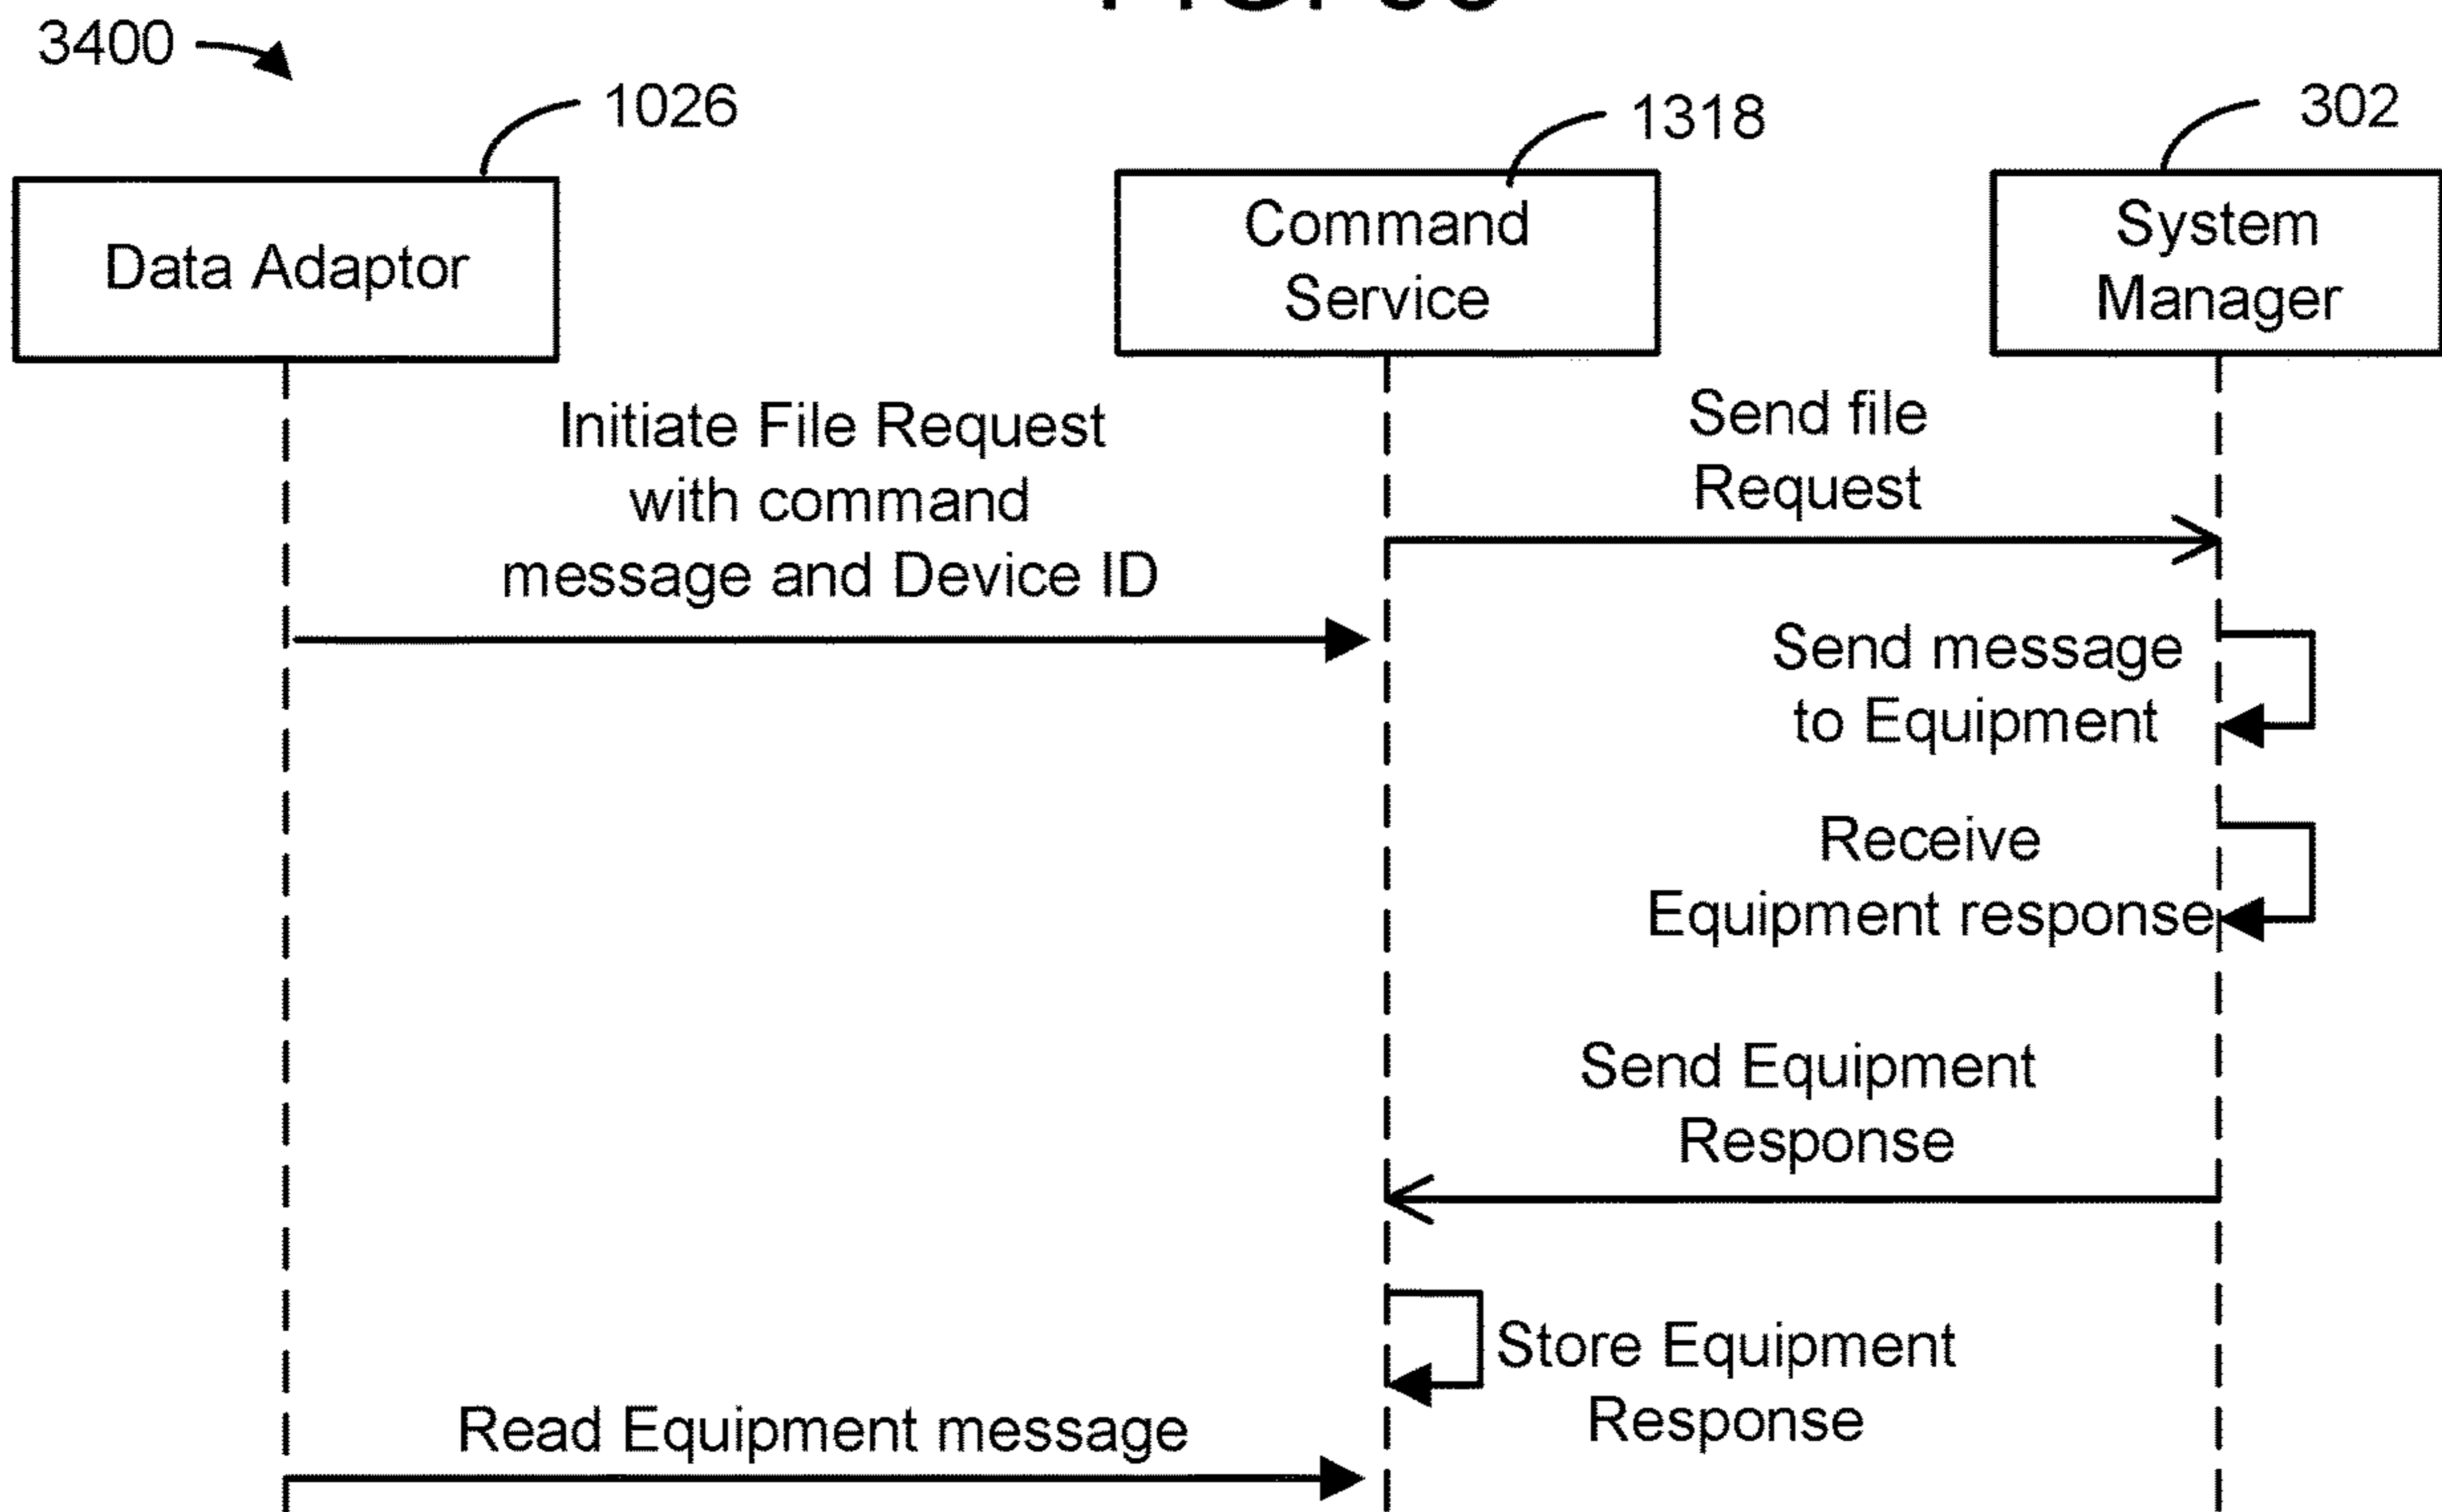 3400
1026
1318
302
Data Adaptor
Command
Service
System
Manager
Initiate File Request
with command
message and Device ID
Send file
Request
Send message
to Equipment
Receive
Equipment response
Send Equipment
Response
Store Equipment
Response
Read Equipment message